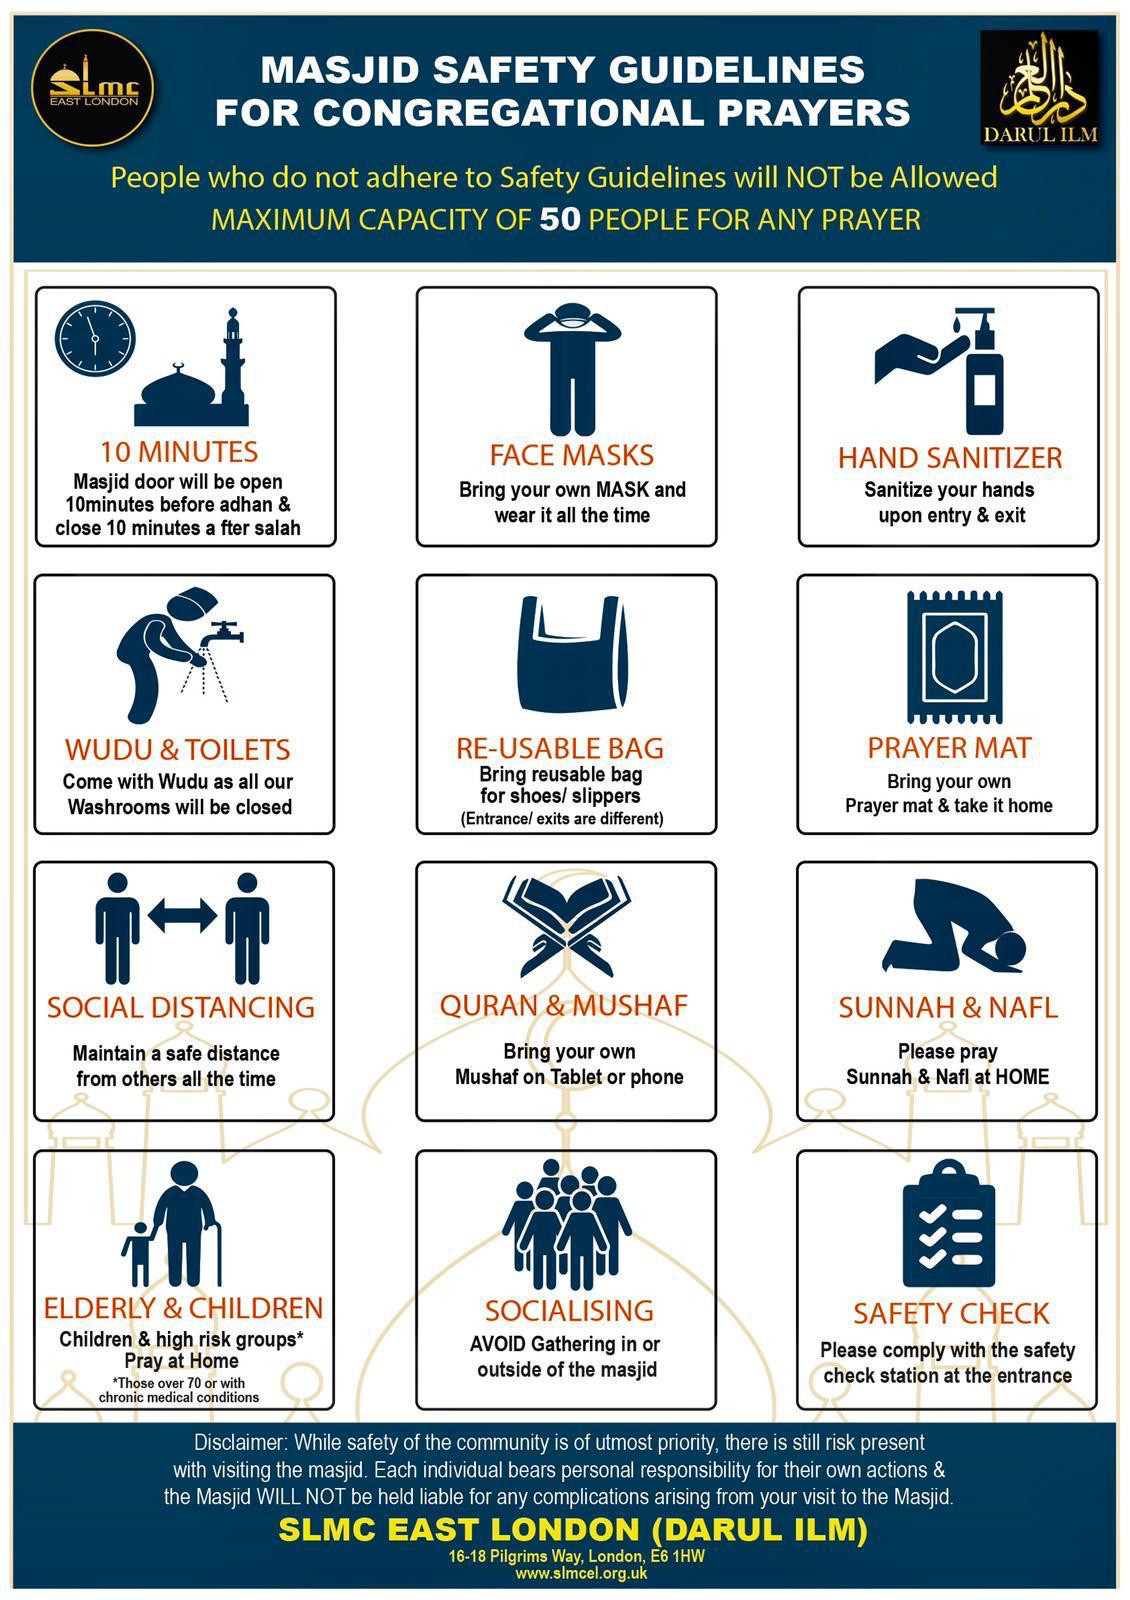 SLmc
EAST LONDON
MASJID SAFETY GUIDELINES
FOR CONGREGATIONAL PRAYERS
دار العلم
DARUL ILM
People who do not adhere to Safety Guidelines will NOT be Allowed
MAXIMUM CAPACITY OF 50 PEOPLE FOR ANY PRAYER
10 MINUTES
Masjid door will be open
10minutes before adhan &
close 10 minutes a fter salah
FACE MASKS
Bring your own MASK and
wear it all the time
HAND SANITIZER
Sanitize your hands
upon entry & exit
WUDU & TOILETS
Come with Wudu as all our
Washrooms will be closed
RE-USABLE BAG
Bring reusable bag
for shoes/ slippers
(Entrance/ exits are different)
PRAYER MAT
Bring your own
Prayer mat & take it home
SOCIAL DISTANCING
Maintain a safe distance
from others all the time
QURAN & MUSHAF
Bring your own
Mushaf on Tablet or phone
SUNNAH & NAFL
Please pray
Sunnah & Nafl at HOME
ELDERLY & CHILDREN
Children & high risk groups*
Pray at Home
*Those over 70 or with
chronic medical conditions
SOCIALISING
AVOID Gathering in or
outside of the masjid
SAFETY CHECK
Please comply with the safety
check station at the entrance
Disclaimer: While safety of the community is of utmost priority, there is still risk present
with visiting the masjid. Each individual bears personal responsibility for their own actions &
the Masjid WILL NOT be held liable for any complications arising from your visit to the Masjid.
SLMC EAST LONDON (DARUL ILM)
16-18 Pilgrims Way, London, E6 1HW
www.slmcel.org.uk